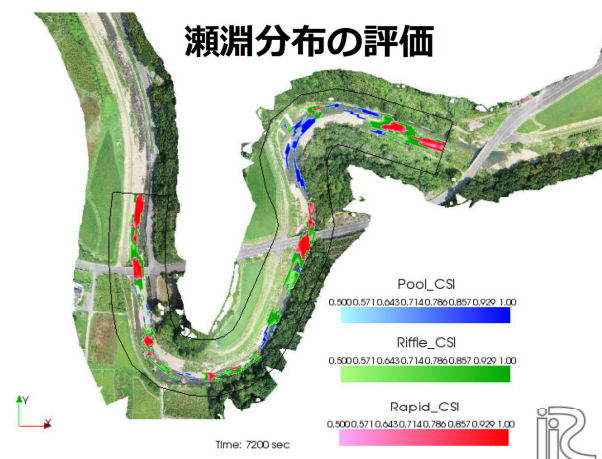 瀬淵分布の評価
Pool_CSI
0.500 0.571 0.643 0.714 0.786 0.857 0.929 1.00
Riffle_CSI
0.500 0.571 0.643 0.714 0.786 0.857 0.929 1.00
Rapid_CSI
0.500 0.571 0.643 0.714 0.786 0.857 0.929 1.00
Y
X
Time: 7200 sec
iRIC